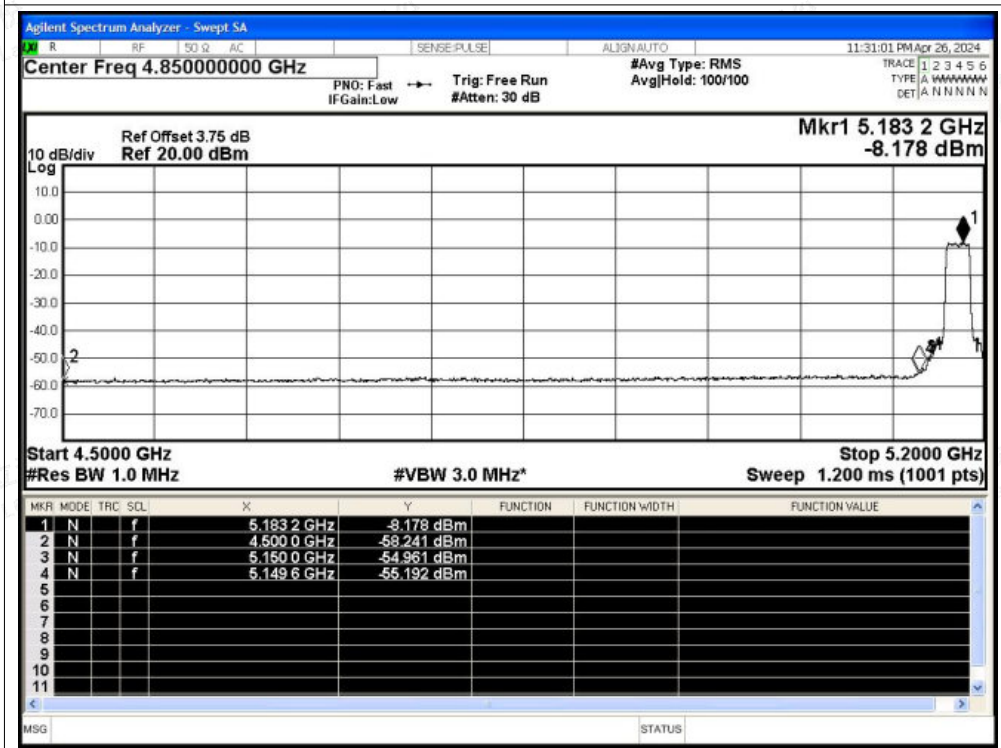 Agilent Spectrum Analyzer - Swept SA
LXI R RF 50 Ω AC SENSE:PULSE ALIGNAUTO 11:31:01 PM Apr 26, 2024
Center Freq 4.850000000 GHz #Avg Type: RMS TRACE 1 2 3 4 5 6
PNO: Fast Trig: Free Run Avg|Hold: 100/100 TYPE A WWWWW
IFGain:Low #Atten: 30 dB DET A N N N N N
Mkr1 5.183 2 GHz
Ref Offset 3.75 dB
10 dB/div Ref 20.00 dBm -8.178 dBm
Log
10.0
0.00
1
-10.0
-20.0
-30.0
-40.0
-50.0 2
-60.0
-70.0
Start 4.5000 GHz Stop 5.2000 GHz
#Res BW 1.0 MHz #VBW 3.0 MHz* Sweep 1.200 ms (1001 pts)
MKR MODE TRC SCL X Y FUNCTION FUNCTION WIDTH FUNCTION VALUE
1 N f 5.183 2 GHz -8.178 dBm
2 N f 4.500 0 GHz -58.241 dBm
3 N f 5.150 0 GHz -54.961 dBm
4 N f 5.149 6 GHz -55.192 dBm
5
6
7
8
9
10
11
MSG STATUS